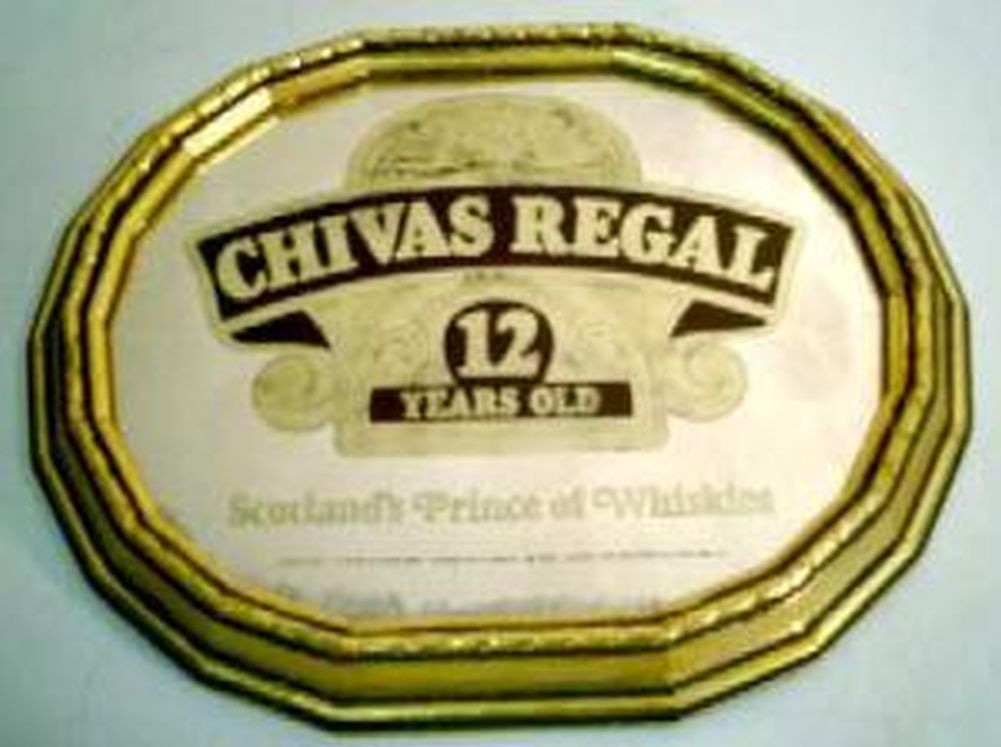 CHIVAS REGAL
12
YEARS OLD
Scotland's Prince of Whiskies